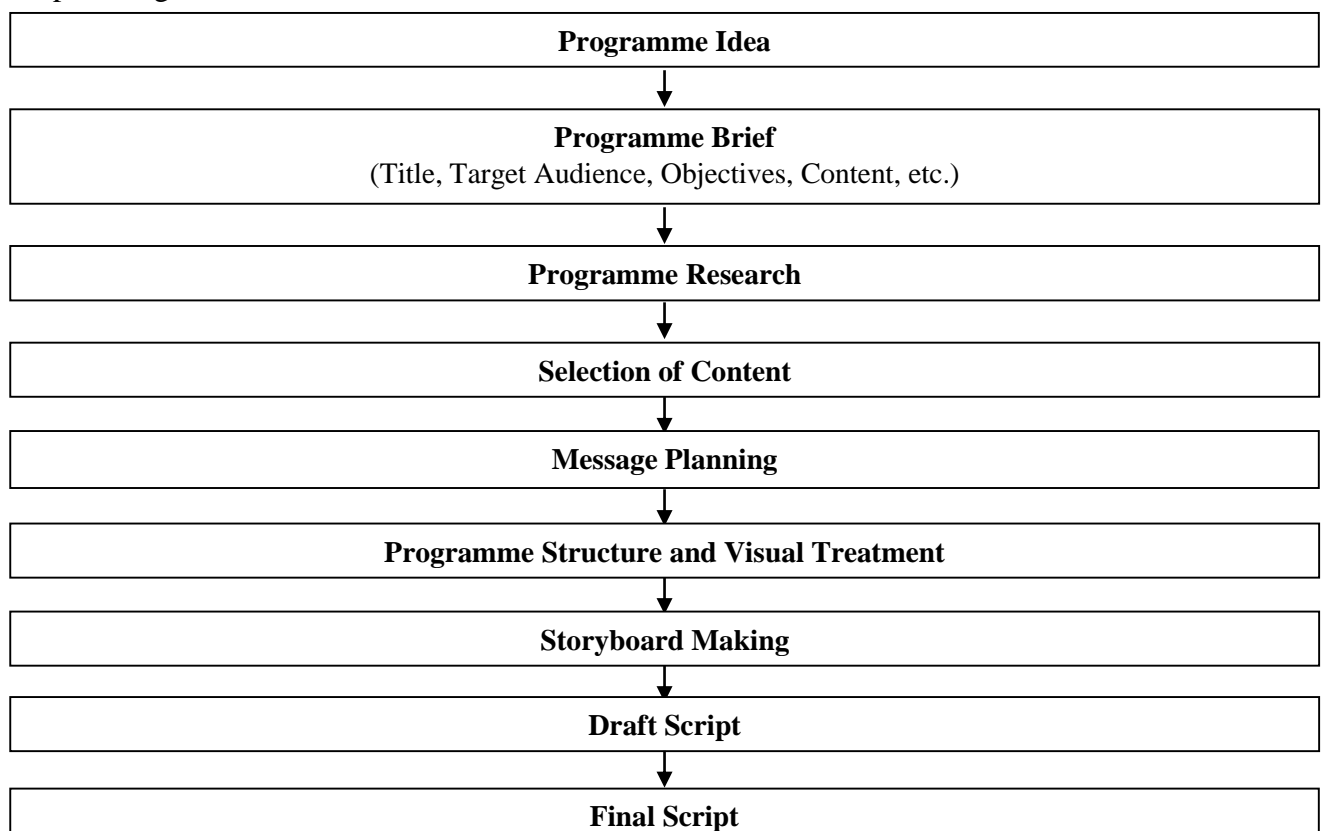 Programme Idea
Programme Brief
(Title, Target Audience, Objectives, Content, etc.)
Programme Research
Selection of Content
Message Planning
Programme Structure and Visual Treatment
Storyboard Making
Draft Script
Final Script